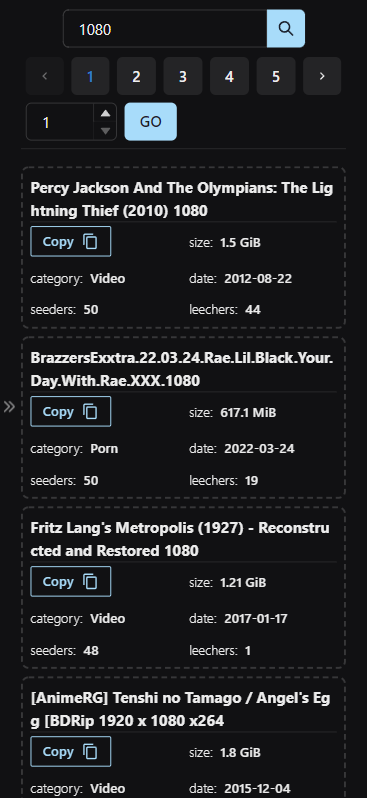 1080
1 2 3 4 5
1 GO
Percy Jackson And The Olympians: The Lig
htning Thief (2010) 1080
Copy size: 1.5 GiB
category: Video date: 2012-08-22
seeders: 50 leechers: 44
BrazzersExxtra.22.03.24.Rae.Lil.Black.Your.
Day.With.Rae.XXX.1080
Copy size: 617.1 MiB
category: Porn date: 2022-03-24
seeders: 50 leechers: 19
Fritz Lang's Metropolis (1927) - Reconstru
cted and Restored 1080
Copy size: 1.21 GiB
category: Video date: 2017-01-17
seeders: 48 leechers: 1
[AnimeRG] Tenshi no Tamago / Angel's Eg
g [BDRip 1920 x 1080 x264
Copy size: 1.8 GiB
category: Video date: 2015-12-04